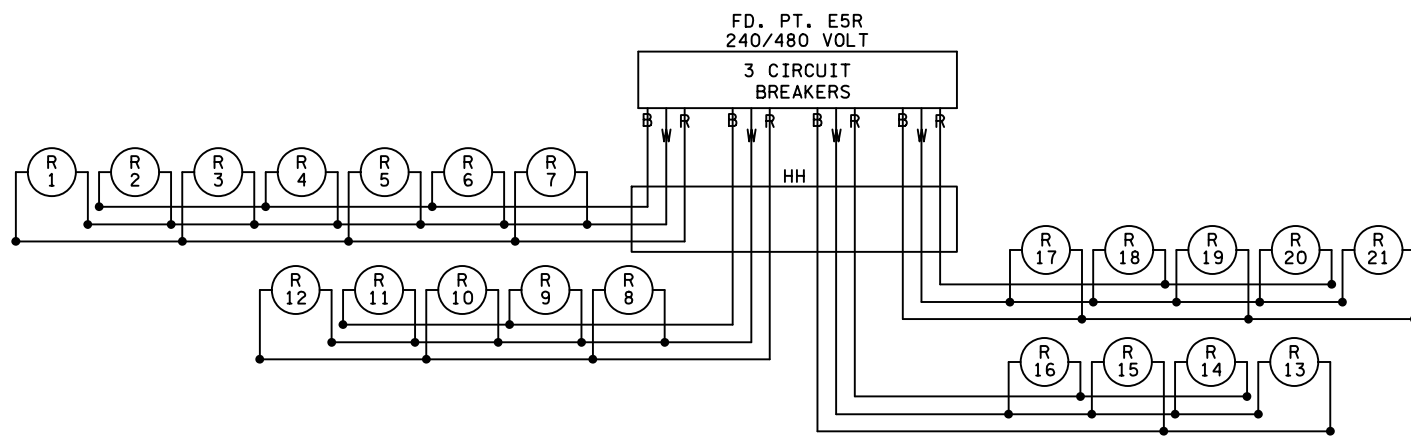 FD. PT. E5R
240/480 VOLT
3 CIRCUIT
BREAKERS
B W R B W R B W R B W R
HH
R 1
R 2
R 3
R 4
R 5
R 6
R 7
R 12
R 11
R 10
R 9
R 8
R 17
R 18
R 19
R 20
R 21
R 16
R 15
R 14
R 13